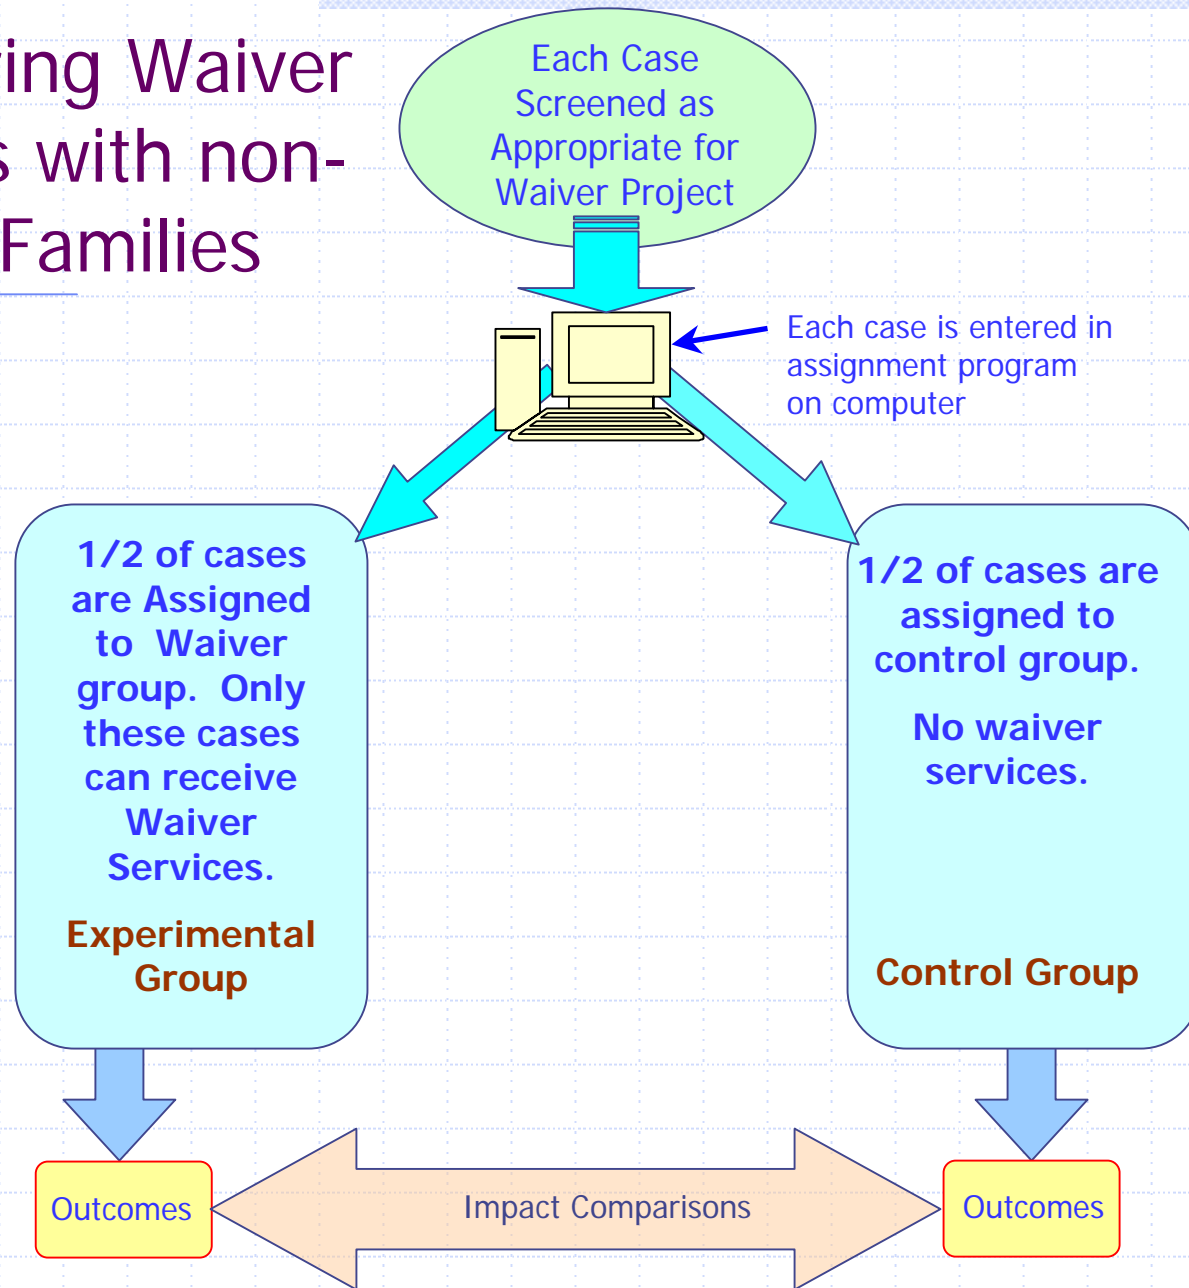 ing Waiver
s with non-
Families
Each Case
Screened as
Appropriate for
Waiver Project
Each case is entered in
assignment program
on computer
1/2 of cases
are Assigned
to Waiver
group. Only
these cases
can receive
Waiver
Services.
Experimental
Group
1/2 of cases are
assigned to
control group.
No waiver
services.
Control Group
Outcomes
Impact Comparisons
Outcomes